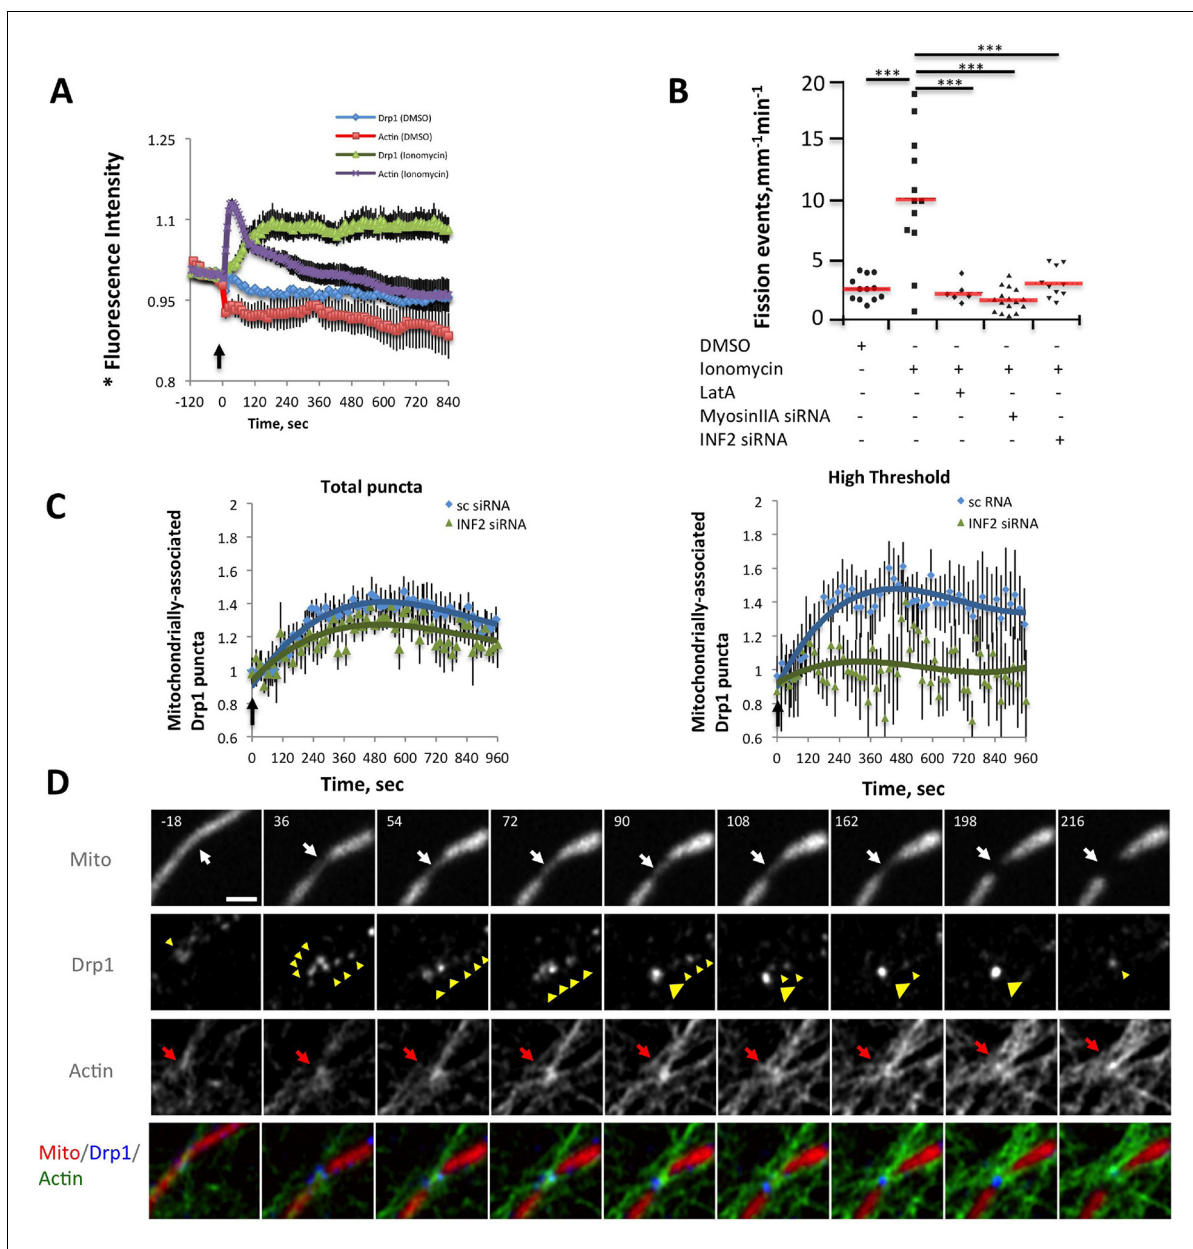 A
Drp1 (DMSO)
Actin (DMSO)
Drp1 (Ionomycin)
Actin (Ionomycin)
* Fluorescence Intensity
1.25
1.1
0.95
0.8
-120 0 120 240 360 480 600 720 840
Time, sec
B
***
***
***
***
Fission events,mm-1min-1
20
15
10
5
0
DMSO + - - - -
Ionomycin - + + + +
LatA - - + - -
MyosinIIA siRNA - - - + -
INF2 siRNA - - - - +
C
Total puncta
sc siRNA
INF2 siRNA
Mitochondrially-associated
Drp1 puncta
2
1.8
1.6
1.4
1.2
1
0.8
0.6
0 120 240 360 480 600 720 840 960
Time, sec
High Threshold
sc RNA
INF2 siRNA
Mitochondrially-associated
Drp1 puncta
2
1.8
1.6
1.4
1.2
1
0.8
0.6
0 120 240 360 480 600 720 840 960
Time, sec
D
-18 36 54 72 90 108 162 198 216
Mito
Drp1
Actin
Mito/Drp1/
Actin